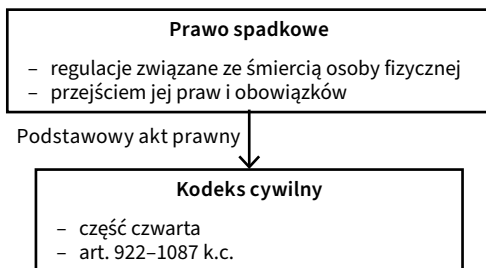 Prawo spadkowe
– regulacje związane ze śmiercią osoby fizycznej
– przejściem jej praw i obowiązków
Podstawowy akt prawny
Kodeks cywilny
– część czwarta
– art. 922–1087 k.c.